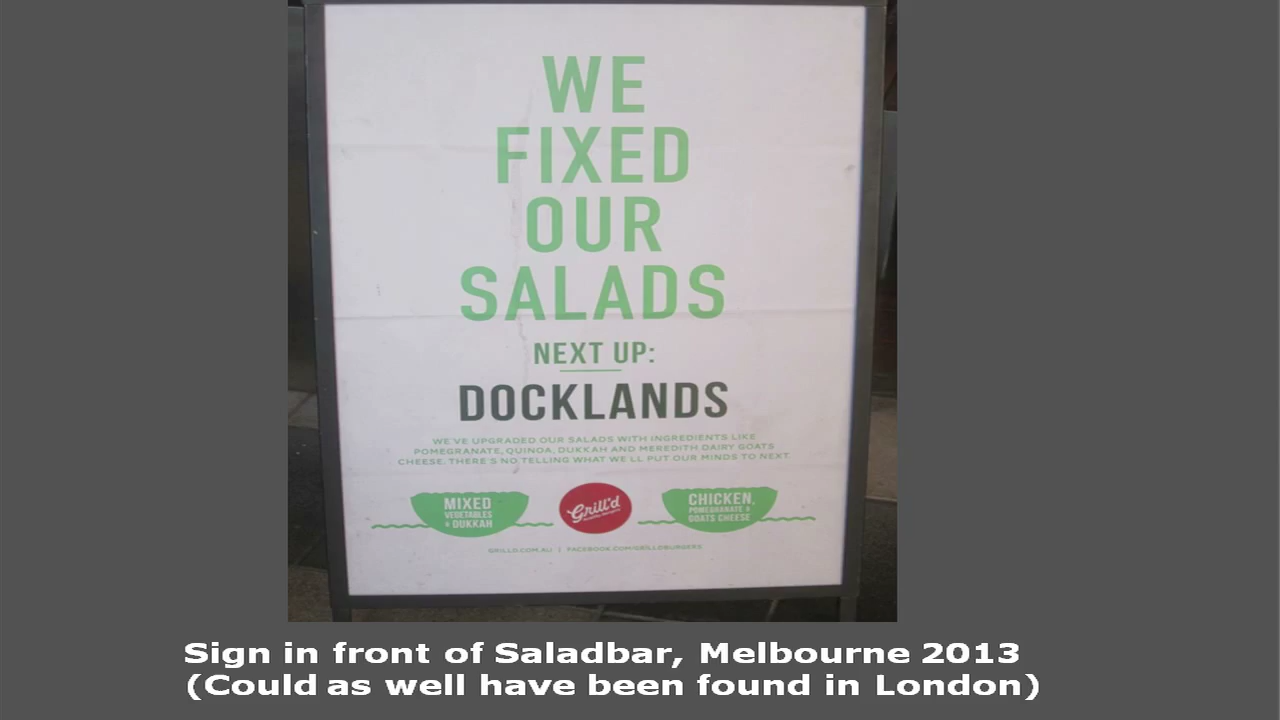 WE
FIXED
OUR
SALADS
NEXT UP:
DOCKLANDS
WE'VE UPGRADED OUR SALADS WITH INGREDIENTS LIKE
POMEGRANATE, QUINOA, DUKKAH AND MEREDITH DAIRY GOATS
CHEESE. THERE'S NO TELLING WHAT WE'LL PUT OUR MINDS TO NEXT.
MIXED
VEGETABLES
+ DUKKAH
Grill'd
CHICKEN,
POMEGRANATE +
GOATS CHEESE
GRILLD.COM.AU | FACEBOOK.COM/GRILLDBURGERS
Sign in front of Saladbar, Melbourne 2013
(Could as well have been found in London)